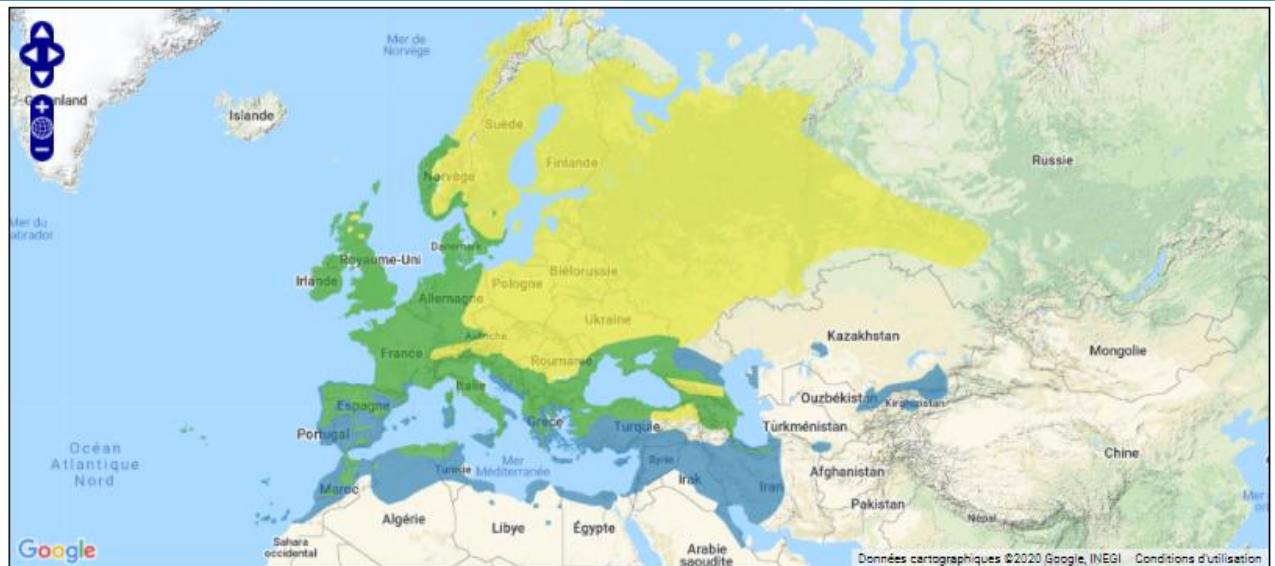 Mer de
Norvège
Islande
Suède
Finlande
Russie
Norvège
Mer du
Danemark
Royaume-Uni
Irlande
Biélorussie
Pologne
Allemagne
Ukraine
Kazakhstan
France
Mongolie
Roumanie
Italie
Ouzbékistan
Kirghizistan
Espagne
Grèce
Turquie
Turkménistan
Portugal
Océan
Atlantique
Nord
Chine
Syrie
Mer
Méditerranée
Tunisie
Afghanistan
Irak
Iran
Maroc
Pakistan
Algérie
Libye
Égypte
Népal
Sahara
occidental
Arabie
saoudite
Google
Données cartographiques ©2020 Google, INEGI
Conditions d'utilisation